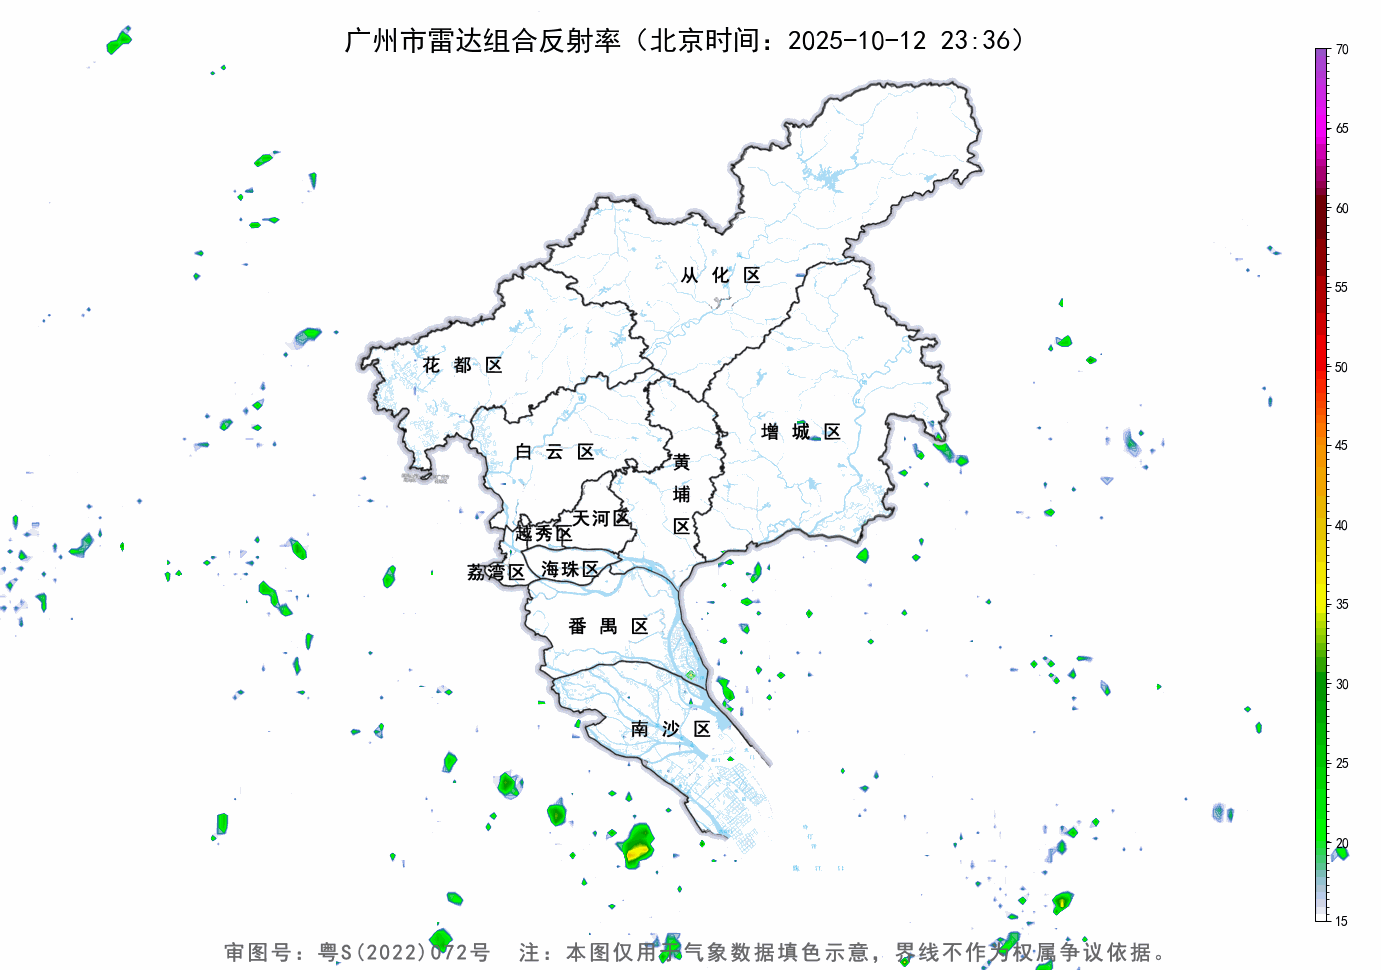 广州市雷达组合反射率（北京时间：2025-10-12 23:36）
70
65
60
55
50
45
40
35
30
25
20
15
从化区
花都区
增城区
白云区
黄埔区
天河区
越秀区
荔湾区
海珠区
番禺区
南沙区
审图号：粤S(2022)072号 注：本图仅用于气象数据填色示意，界线不作为权属争议依据。